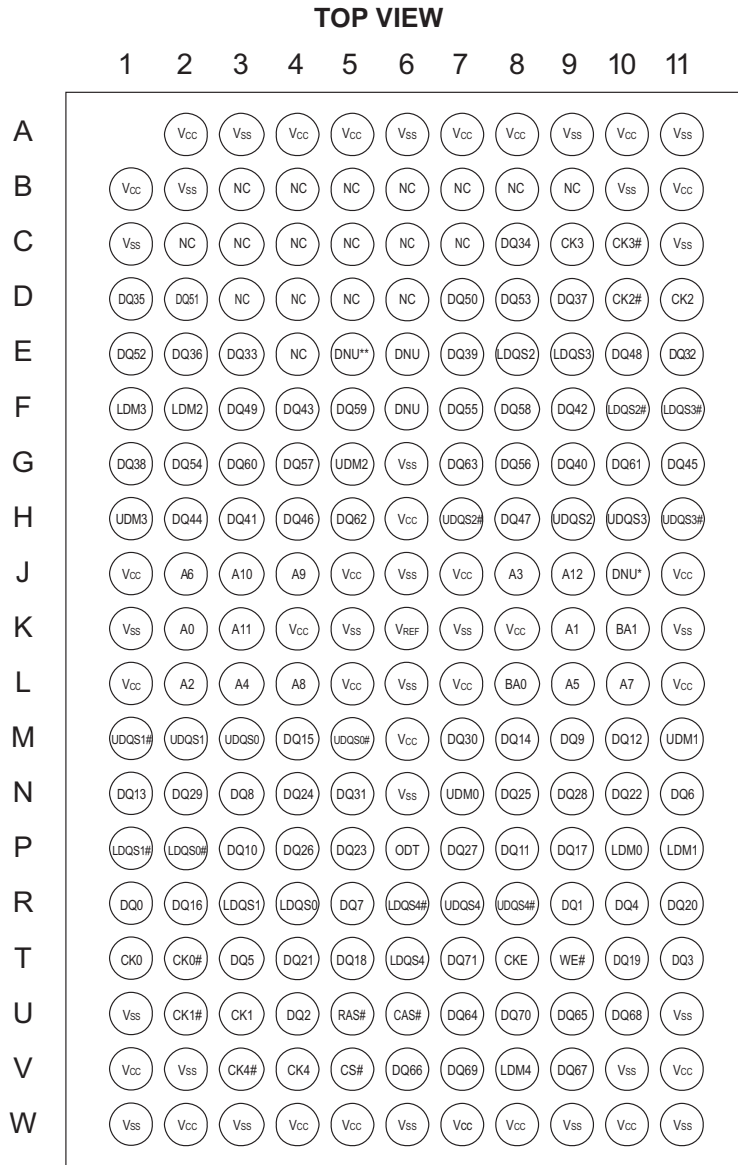 TOP VIEW
1 2 3 4 5 6 7 8 9 10 11
A Vcc Vss Vcc Vcc Vss Vcc Vcc Vss Vcc Vss
B Vcc Vss NC NC NC NC NC NC NC Vss Vcc
C Vss NC NC NC NC NC NC DQ34 CK3 CK3# Vss
D DQ35 DQ51 NC NC NC NC DQ50 DQ53 DQ37 CK2# CK2
E DQ52 DQ36 DQ33 NC DNU** DNU DQ39 LDQS2 LDQS3 DQ48 DQ32
F LDM3 LDM2 DQ49 DQ43 DQ59 DNU DQ55 DQ58 DQ42 LDQS2# LDQS3#
G DQ38 DQ54 DQ60 DQ57 UDM2 Vss DQ63 DQ56 DQ40 DQ61 DQ45
H UDM3 DQ44 DQ41 DQ46 DQ62 Vcc UDQS2# DQ47 UDQS2 UDQS3 UDQS3#
J Vcc A6 A10 A9 Vcc Vss Vcc A3 A12 DNU* Vcc
K Vss A0 A11 Vcc Vss VREF Vss Vcc A1 BA1 Vss
L Vcc A2 A4 A8 Vcc Vss Vcc BA0 A5 A7 Vcc
M UDQS1# UDQS1 UDQS0 DQ15 UDQS0# Vcc DQ30 DQ14 DQ9 DQ12 UDM1
N DQ13 DQ29 DQ8 DQ24 DQ31 Vss UDM0 DQ25 DQ28 DQ22 DQ6
P LDQS1# LDQS0# DQ10 DQ26 DQ23 ODT DQ27 DQ11 DQ17 LDM0 LDM1
R DQ0 DQ16 LDQS1 LDQS0 DQ7 LDQS4# UDQS4 UDQS4# DQ1 DQ4 DQ20
T CK0 CK0# DQ5 DQ21 DQ18 LDQS4 DQ71 CKE WE# DQ19 DQ3
U Vss CK1# CK1 DQ2 RAS# CAS# DQ64 DQ70 DQ65 DQ68 Vss
V Vcc Vss CK4# CK4 CS# DQ66 DQ69 LDM4 DQ67 Vss Vcc
W Vss Vcc Vss Vcc Vcc Vss Vcc Vcc Vss Vcc Vss